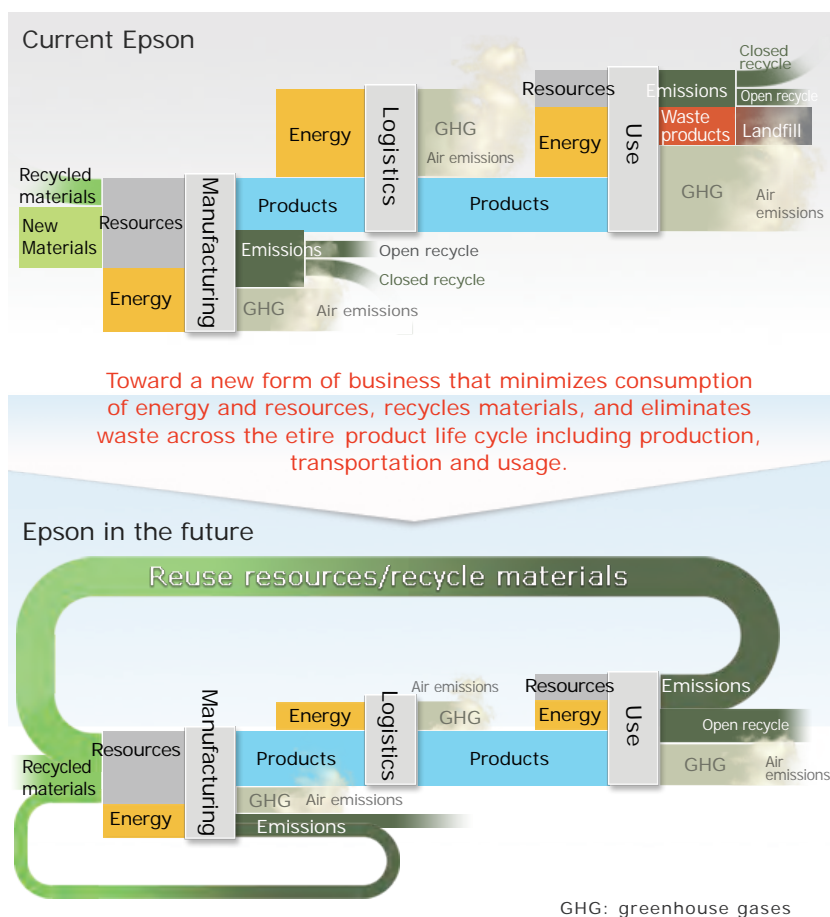 Current Epson
Closed
recycle
Resources
Emissions
Open recycle
Energy
Logistics
GHG
Air emissions
Energy
Use
Waste
products
Landfill
Recycled
materials
New
Materials
Resources
Manufacturing
Products
Products
GHG
Air
emissions
Emissions
Open recycle
Closed recycle
Energy
GHG
Air emissions
Toward a new form of business that minimizes consumption
of energy and resources, recycles materials, and eliminates
waste across the etire product life cycle including production,
transportation and usage.
Epson in the future
Reuse resources/recycle materials
Manufacturing
Energy
Logistics
Air emissions
GHG
Resources
Energy
Use
Emissions
Open recycle
Resources
Recycled
materials
Products
Products
GHG
Air
emissions
GHG
Air emissions
Energy
Emissions
GHG: greenhouse gases